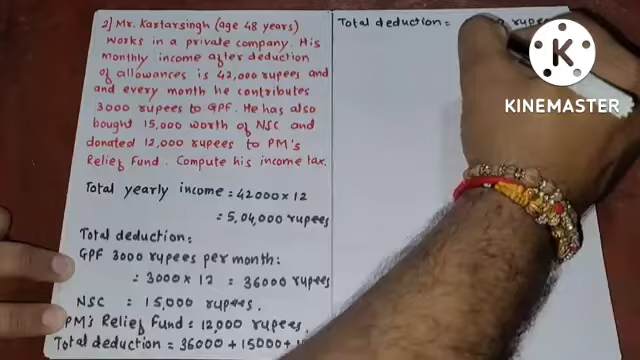 2] Mr. Kartarsingh (age 48 years)
works in a private company. His
monthly income after deduction
of allowances is 42,000 rupees and
and every month he contributes
3000 rupees to GPF. He has also
bought 15,000 worth of NSC and
donated 12,000 rupees to PM's
Relief Fund. Compute his income tax.
Total yearly income = 42000 × 12
= 5,04,000 rupees
Total deduction:
GPF 3000 rupees per month:
= 3000 × 12 = 36000 rupees
NSC = 15,000 rupees.
PM's Relief Fund = 12,000 rupees.
Total deduction = 36000 + 15000 +
Total deduction =
K
KINEMASTER